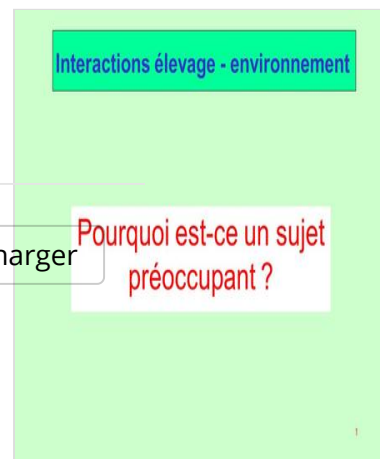 Interactions élevage - environnement
Pourquoi est-ce un sujet
préoccupant ?
harger
1